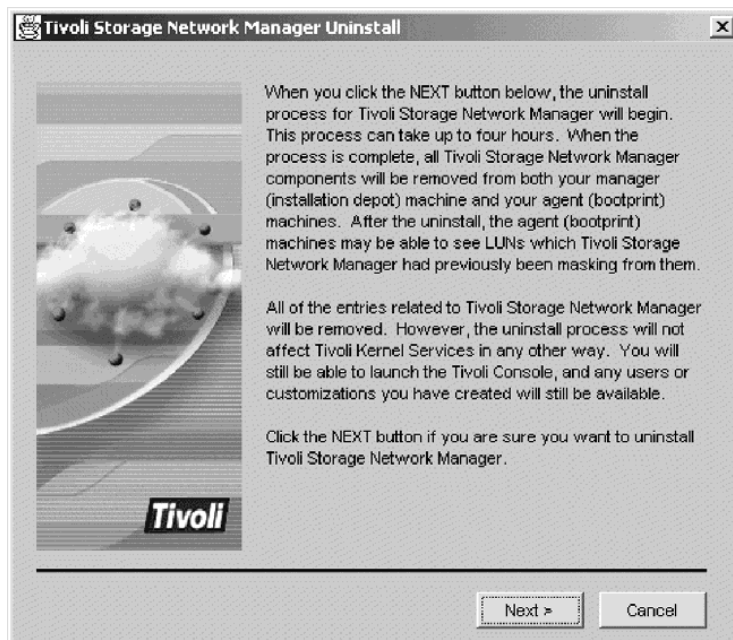 Tivoli Storage Network Manager Uninstall
When you click the NEXT button below, the uninstall
process for Tivoli Storage Network Manager will begin.
This process can take up to four hours. When the
process is complete, all Tivoli Storage Network Manager
components will be removed from both your manager
(installation depot) machine and your agent (bootprint)
machines. After the uninstall, the agent (bootprint)
machines may be able to see LUNs which Tivoli Storage
Network Manager had previously been masking from them.
All of the entries related to Tivoli Storage Network Manager
will be removed. However, the uninstall process will not
affect Tivoli Kernel Services in any other way. You will
still be able to launch the Tivoli Console, and any users or
customizations you have created will still be available.
Click the NEXT button if you are sure you want to uninstall
Tivoli Storage Network Manager.
Tivoli
Next >
Cancel